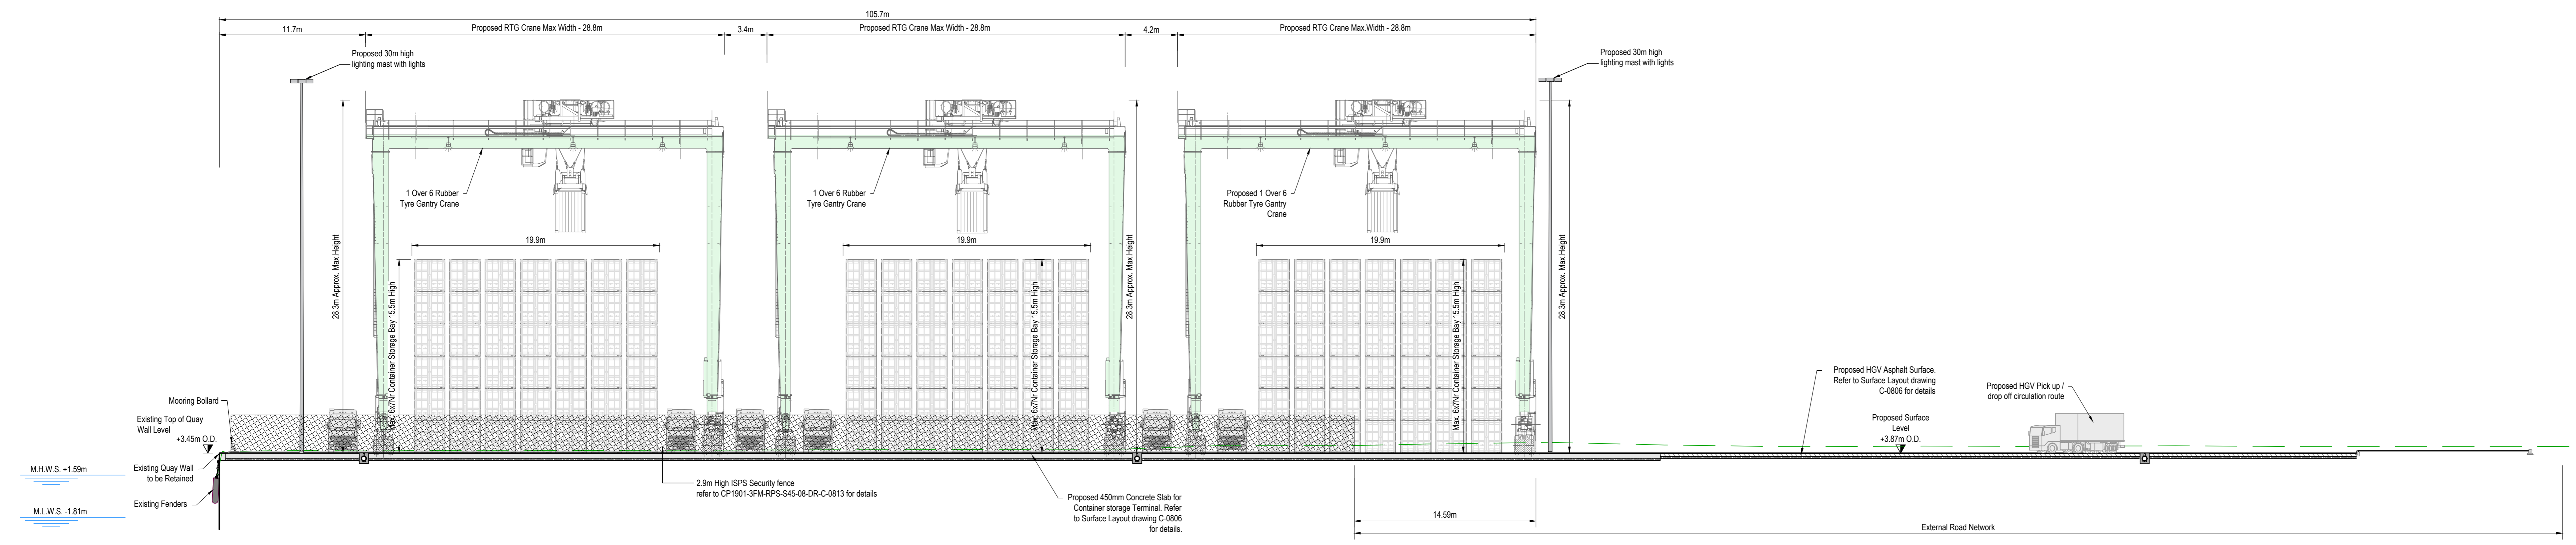 105.7m
11.7m
Proposed RTG Crane Max Width - 28.8m
3.4m
Proposed RTG Crane Max Width - 28.8m
4.2m
Proposed RTG Crane Max.Width - 28.8m
Proposed 30m high
lighting mast with lights
Proposed 30m high
lighting mast with lights
1 Over 6 Rubber
Tyre Gantry Crane
1 Over 6 Rubber
Tyre Gantry Crane
Proposed 1 Over 6
Rubber Tyre Gantry
Crane
28.3m Approx. Max.Height
19.9m
Max. 6x7Nr Container Storage Bay 15.5m High
19.9m
Max. 6x7Nr Container Storage Bay 15.5m High
28.3m Approx. Max.Height
19.9m
Max. 6x7Nr Container Storage Bay 15.5m High
28.3m Approx. Max.Height
Mooring Bollard
Existing Top of Quay
Wall Level
+3.45m O.D.
M.H.W.S. +1.59m
Existing Quay Wall
to be Retained
Existing Fenders
M.L.W.S. -1.81m
2.9m High ISPS Security fence
refer to CP1901-3FM-RPS-S45-08-DR-C-0813 for details
Proposed 450mm Concrete Slab for
Container storage Terminal. Refer
to Surface Layout drawing C-0806
for details.
Proposed HGV Asphalt Surface.
Refer to Surface Layout drawing
C-0806 for details
Proposed Surface
Level
+3.87m O.D.
Proposed HGV Pick up /
drop off circulation route
14.59m
External Road Network